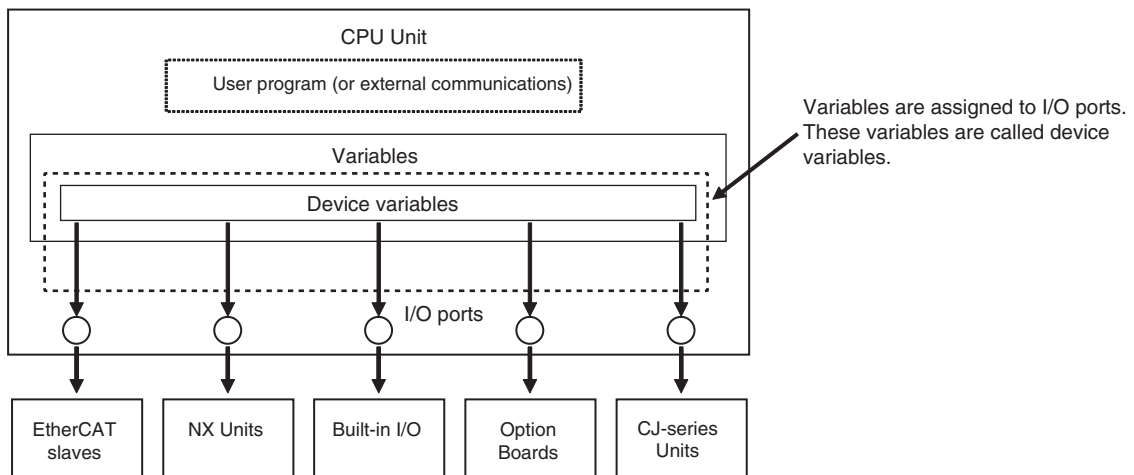 CPU Unit
User program (or external communications)
Variables are assigned to I/O ports.
These variables are called device
variables.
Variables
Device variables
I/O ports
EtherCAT
slaves
NX Units
Built-in I/O
Option
Boards
CJ-series
Units